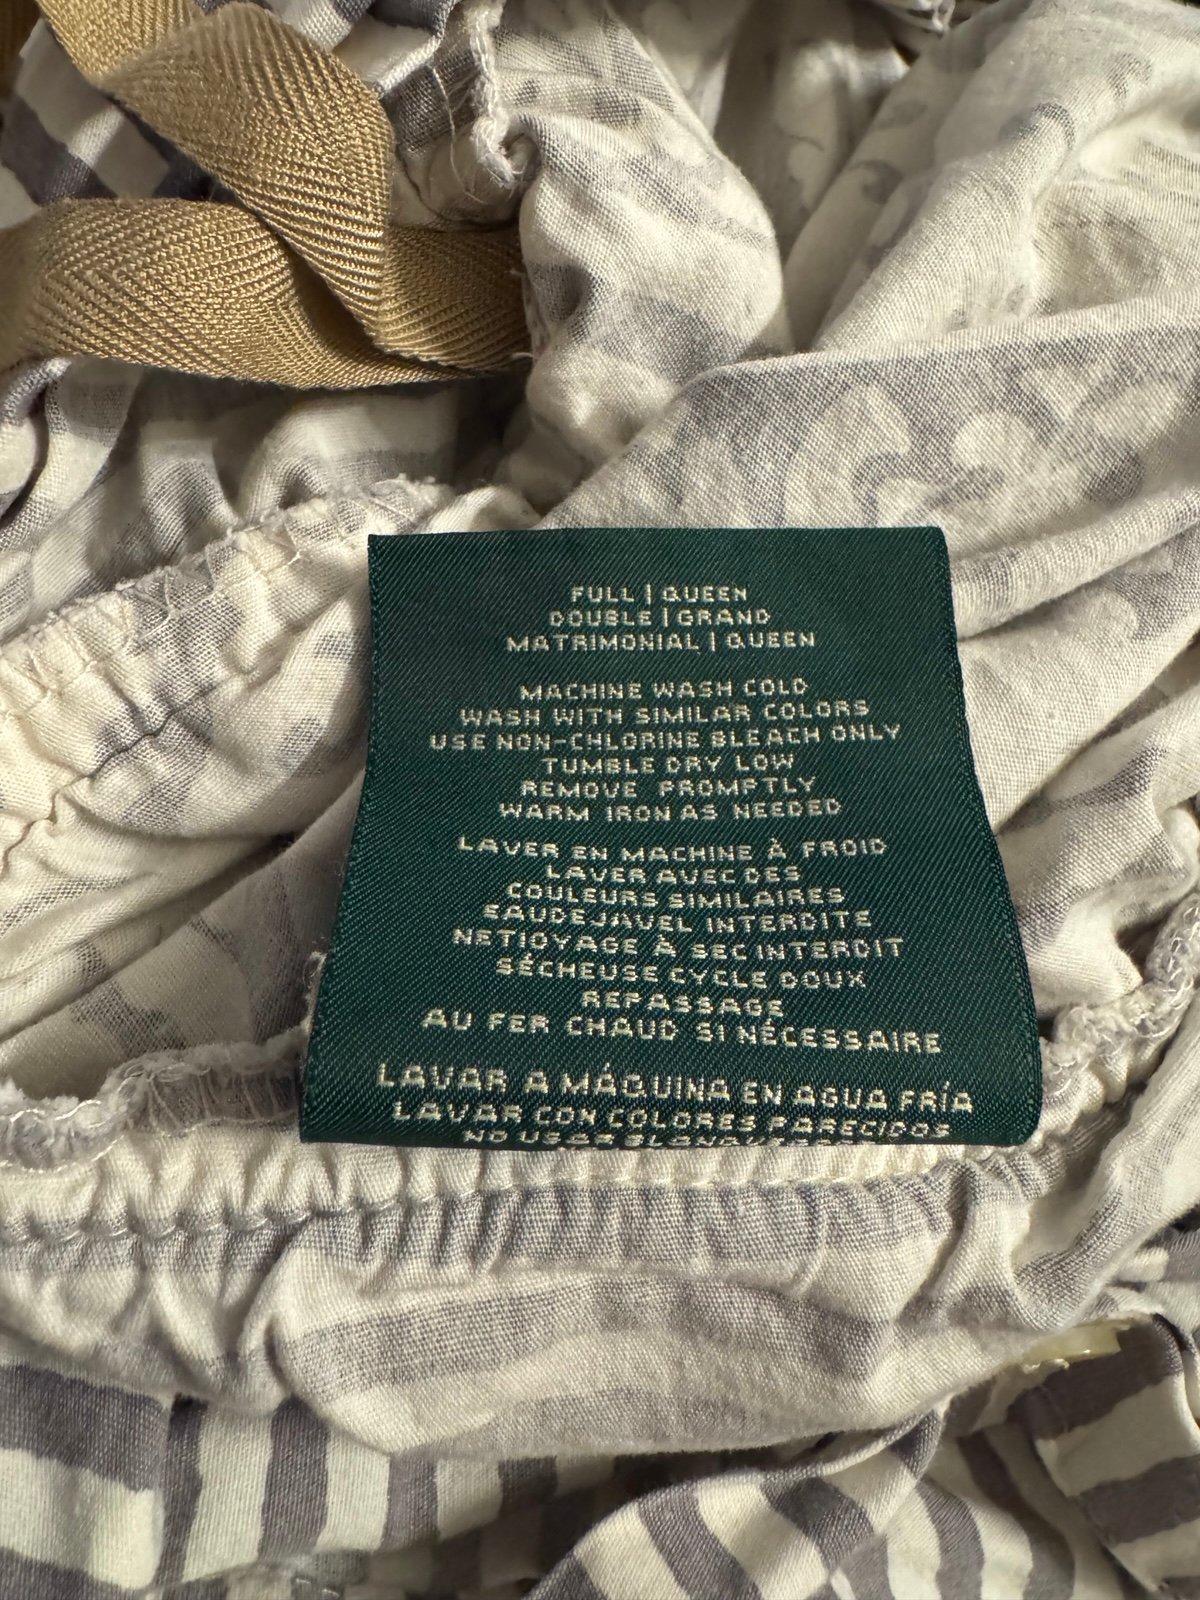 FULL | QUEEN
DOUBLE | GRAND
MATRIMONIAL | QUEEN
MACHINE WASH COLD
WASH WITH SIMILAR COLORS
USE NON-CHLORINE BLEACH ONLY
TUMBLE DRY LOW
REMOVE PROMPTLY
WARM IRON AS NEEDED
LAVER EN MACHINE À FROID
LAVER AVEC DES
COULEURS SIMILAIRES
EAU DE JAVEL INTERDITE
NETTOYAGE À SEC INTERDIT
SÉCHEUSE CYCLE DOUX
REPASSAGE
AU FER CHAUD SI NÉCESSAIRE
LAVAR A MÁQUINA EN AGUA FRÍA
LAVAR CON COLORES PARECIDOS
NO USAR